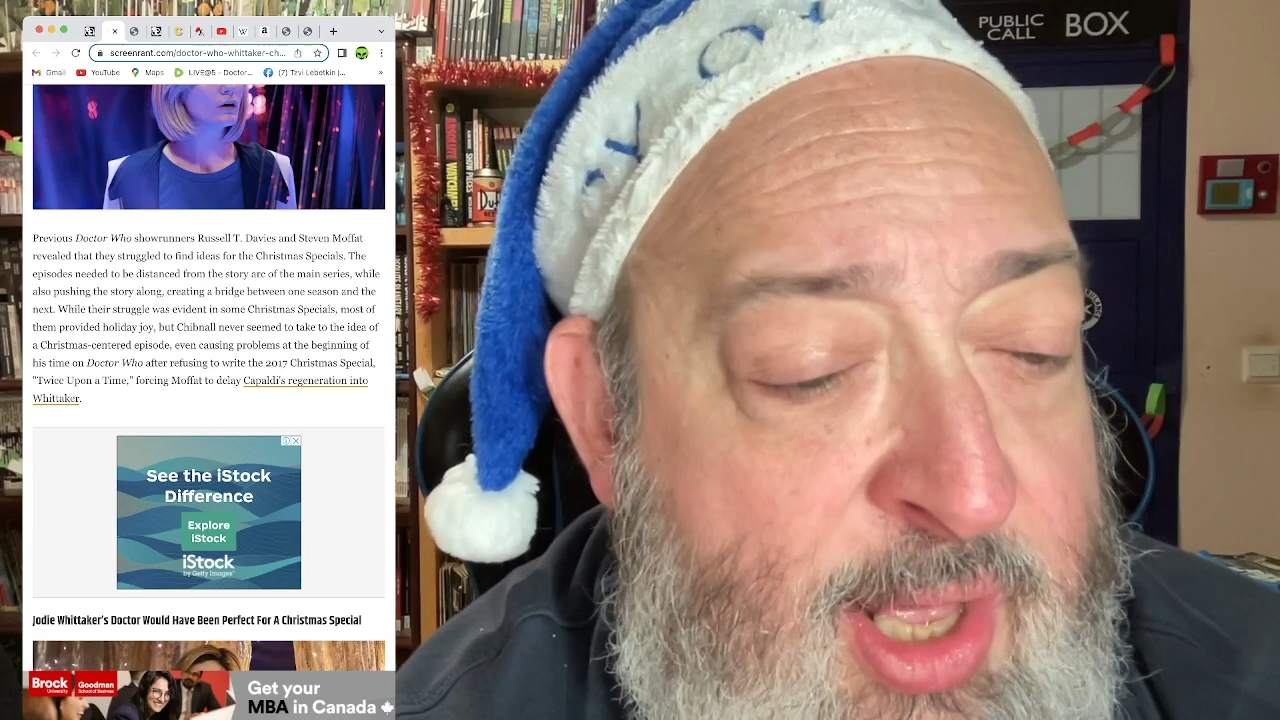 screenrant.com/doctor-who-whittaker-ch...
Gmail
YouTube
Maps
LIVE@5 - Doctor...
(7) Tzvi Lebetkin |...
Previous Doctor Who showrunners Russell T. Davies and Steven Moffat
revealed that they struggled to find ideas for the Christmas Specials. The
episodes needed to be distanced from the story arc of the main series, while
also pushing the story along, creating a bridge between one season and the
next. While their struggle was evident in some Christmas Specials, most of
them provided holiday joy, but Chibnall never seemed to take to the idea of
a Christmas-centered episode, even causing problems at the beginning of
his time on Doctor Who after refusing to write the 2017 Christmas Special,
"Twice Upon a Time," forcing Moffat to delay Capaldi's regeneration into
Whittaker.
See the iStock
Difference
Explore
iStock
iStock
by Getty Images
Jodie Whittaker's Doctor Would Have Been Perfect For A Christmas Special
Brock
University
Goodman
School of Business
Get your
MBA in Canada
PUBLIC
CALL
BOX
Duff